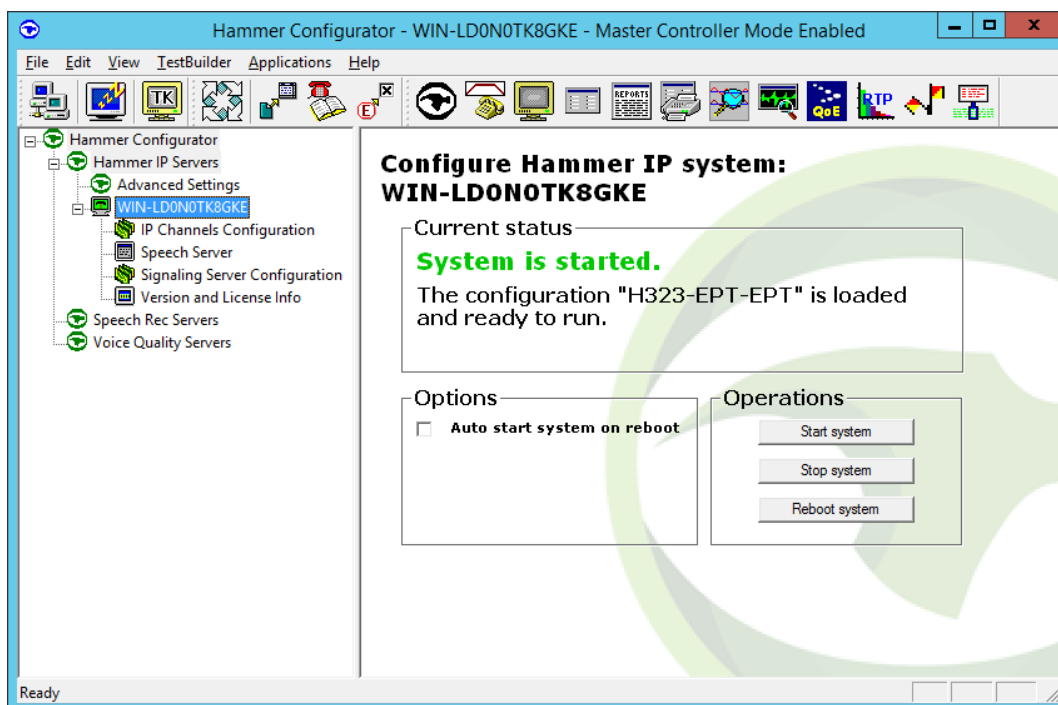 Hammer Configurator - WIN-LD0N0TK8GKE - Master Controller Mode Enabled
File Edit View TestBuilder Applications Help
TK
E
REPORTS
QoE
RTP
Hammer Configurator
Hammer IP Servers
Advanced Settings
WIN-LD0N0TK8GKE
IP Channels Configuration
Speech Server
Signaling Server Configuration
Version and License Info
Speech Rec Servers
Voice Quality Servers
Configure Hammer IP system:
WIN-LD0N0TK8GKE
Current status
System is started.
The configuration "H323-EPT-EPT" is loaded
and ready to run.
Options
Auto start system on reboot
Operations
Start system
Stop system
Reboot system
Ready